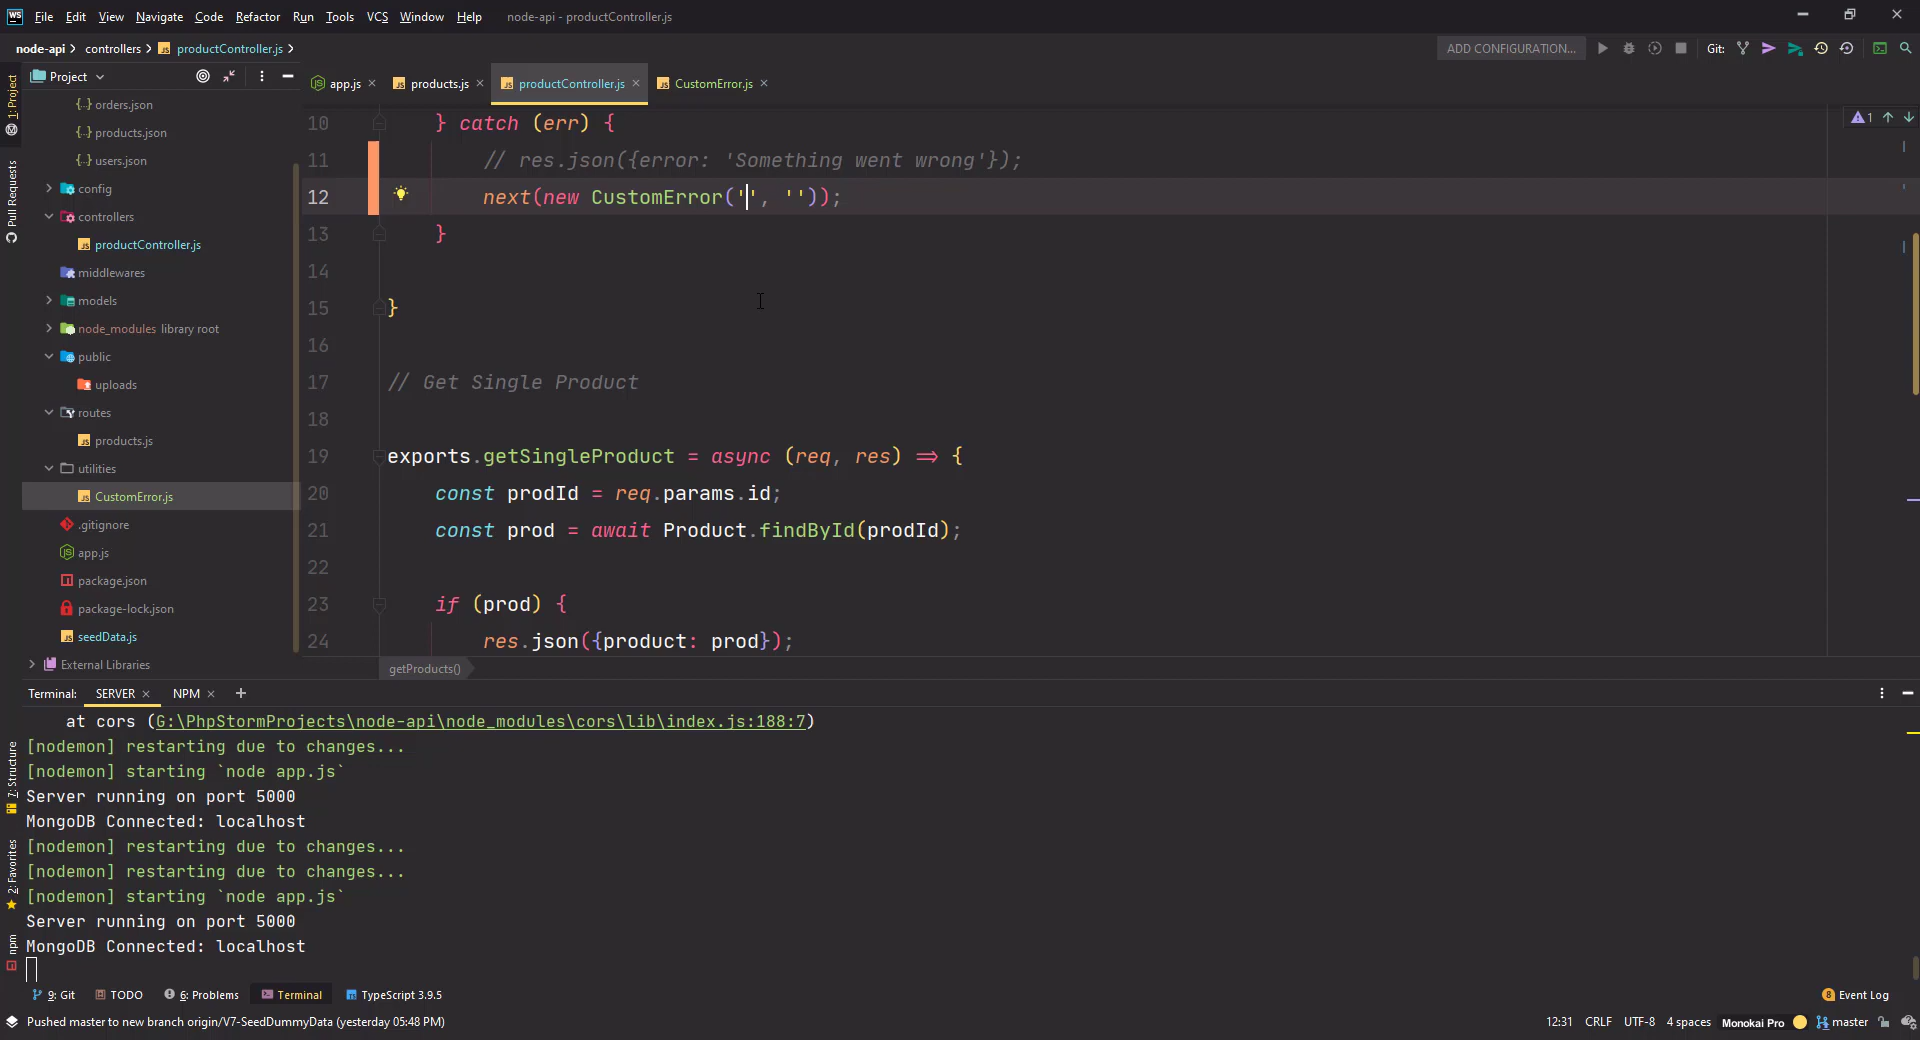 File Edit View Navigate Code Refactor Run Tools VCS Window Help node-api - productController.js
node-api controllers productController.js ADD CONFIGURATION... Git:
Project
app.js products.js productController.js CustomError.js
1: Project
Pull Requests
7: Structure
2: Favorites
npm
orders.json
products.json
users.json
config
controllers
productController.js
middlewares
models
node_modules library root
public
uploads
routes
products.js
utilities
CustomError.js
.gitignore
app.js
package.json
package-lock.json
seedData.js
External Libraries
1
10 } catch (err) {
11 // res.json({error: 'Something went wrong'});
12 next(new CustomError('', ''));
13 }
14
15 }
16
17 // Get Single Product
18
19 exports.getSingleProduct = async (req, res) => {
20 const prodId = req.params.id;
21 const prod = await Product.findById(prodId);
22
23 if (prod) {
24 res.json({product: prod});
getProducts()
Terminal: SERVER NPM
at cors (G:\PhpStormProjects\node-api\node_modules\cors\lib\index.js:188:7)
[nodemon] restarting due to changes...
[nodemon] starting `node app.js`
Server running on port 5000
MongoDB Connected: localhost
[nodemon] restarting due to changes...
[nodemon] restarting due to changes...
[nodemon] starting `node app.js`
Server running on port 5000
MongoDB Connected: localhost
9: Git TODO 6: Problems Terminal TypeScript 3.9.5 8 Event Log
Pushed master to new branch origin/V7-SeedDummyData (yesterday 05:48 PM) 12:31 CRLF UTF-8 4 spaces Monokai Pro master